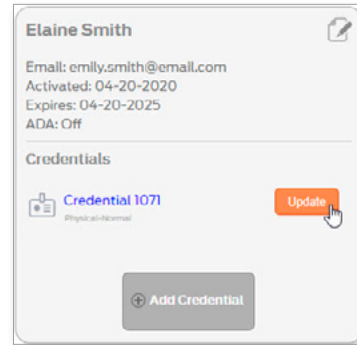 Elaine Smith
Email: emily.smith@email.com
Activated: 04-20-2020
Expires: 04-20-2025
ADA: Off
Credentials
Credential 1071
Update
Physical-Normal
Add Credential